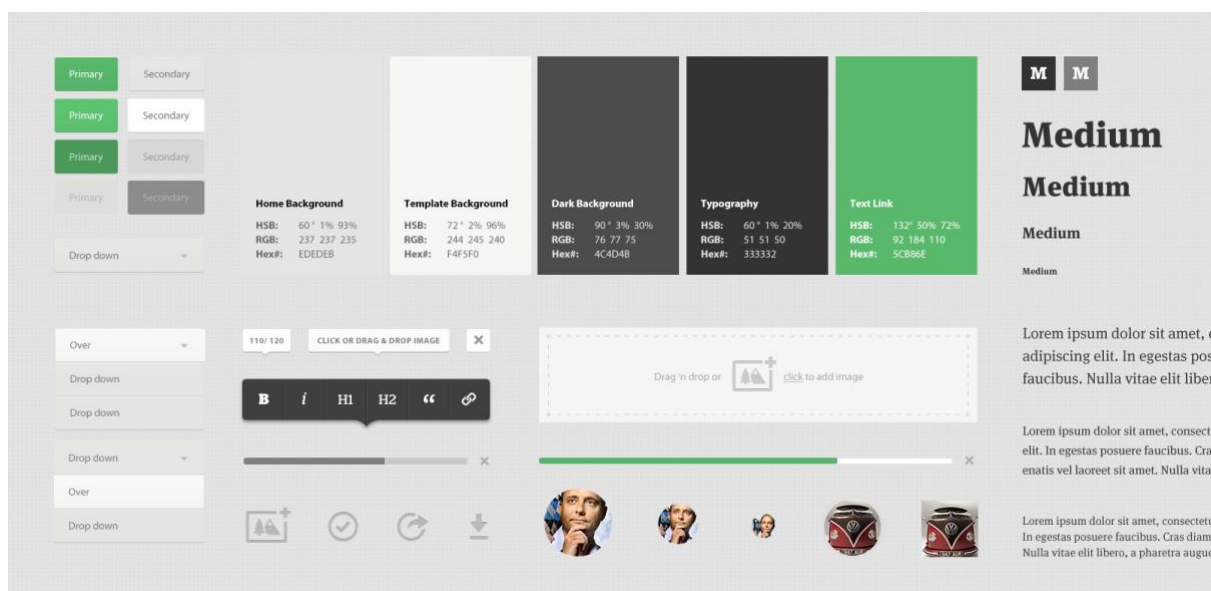 Primary
Secondary
Primary
Secondary
Primary
Secondary
Primary
Secondary
Drop down
Home Background
HSB: 60° 1% 93%
RGB: 237 237 235
Hex#: EDEDEB
Template Background
HSB: 72° 2% 96%
RGB: 244 245 240
Hex#: F4F5F0
Dark Background
HSB: 90° 3% 30%
RGB: 76 77 75
Hex#: 4C4D4B
Typography
HSB: 60° 1% 20%
RGB: 51 51 50
Hex#: 333332
Text Link
HSB: 132° 50% 72%
RGB: 92 184 110
Hex#: 5CB86E
M M
Medium
Medium
Medium
Medium
Over
Drop down
Drop down
Drop down
Over
Drop down
110/ 120
CLICK OR DRAG & DROP IMAGE
B i H1 H2 “
Drag 'n drop or click to add image
Lorem ipsum dolor sit amet,
adipiscing elit. In egestas pos
faucibus. Nulla vitae elit liber
Lorem ipsum dolor sit amet, consect
elit. In egestas posuere faucibus. Cra
enatis vel laoreet sit amet. Nulla vita
Lorem ipsum dolor sit amet, consectetu
In egestas posuere faucibus. Cras diam
Nulla vitae elit libero, a pharetra augue